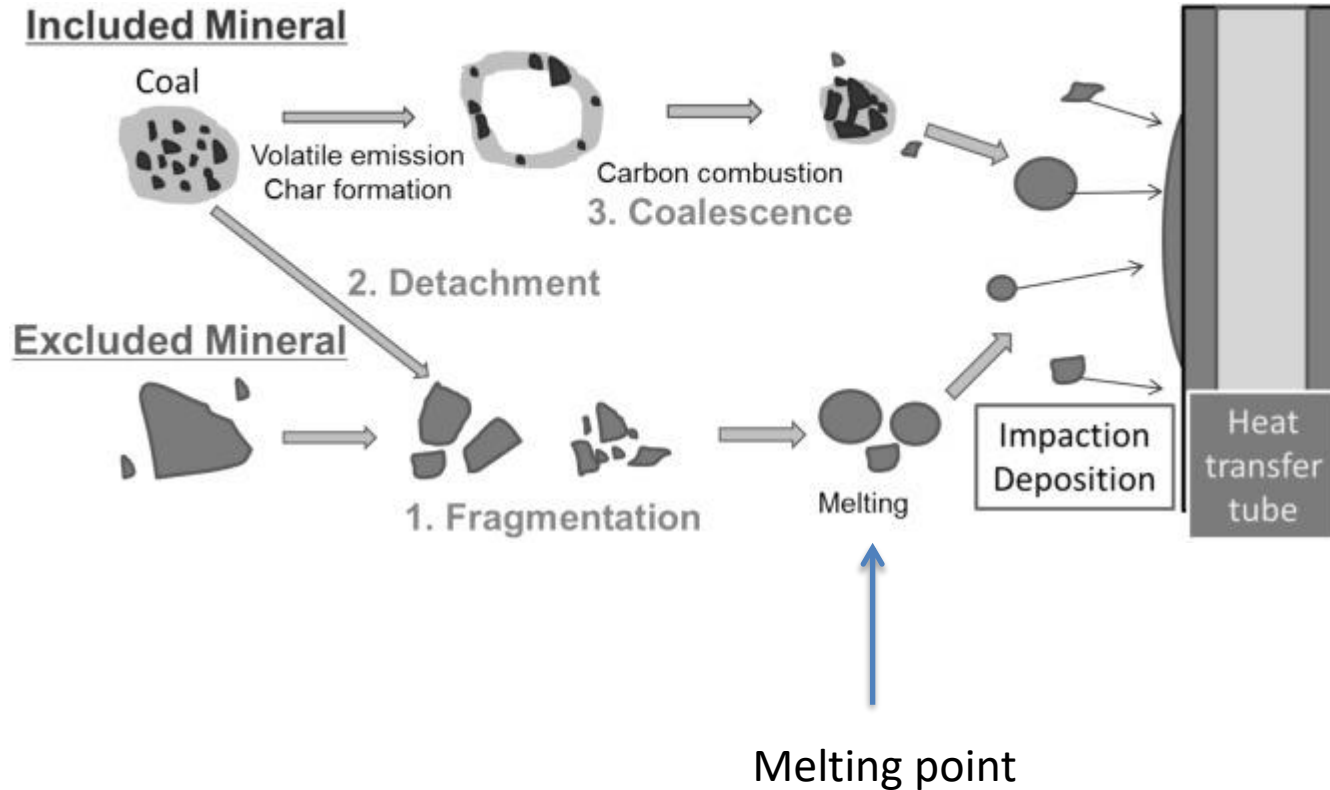 Included Mineral
Coal
Volatile emission
Char formation
Carbon combustion
3. Coalescence
2. Detachment
Excluded Mineral
1. Fragmentation
Melting
Impaction
Deposition
Heat
transfer
tube
Melting point